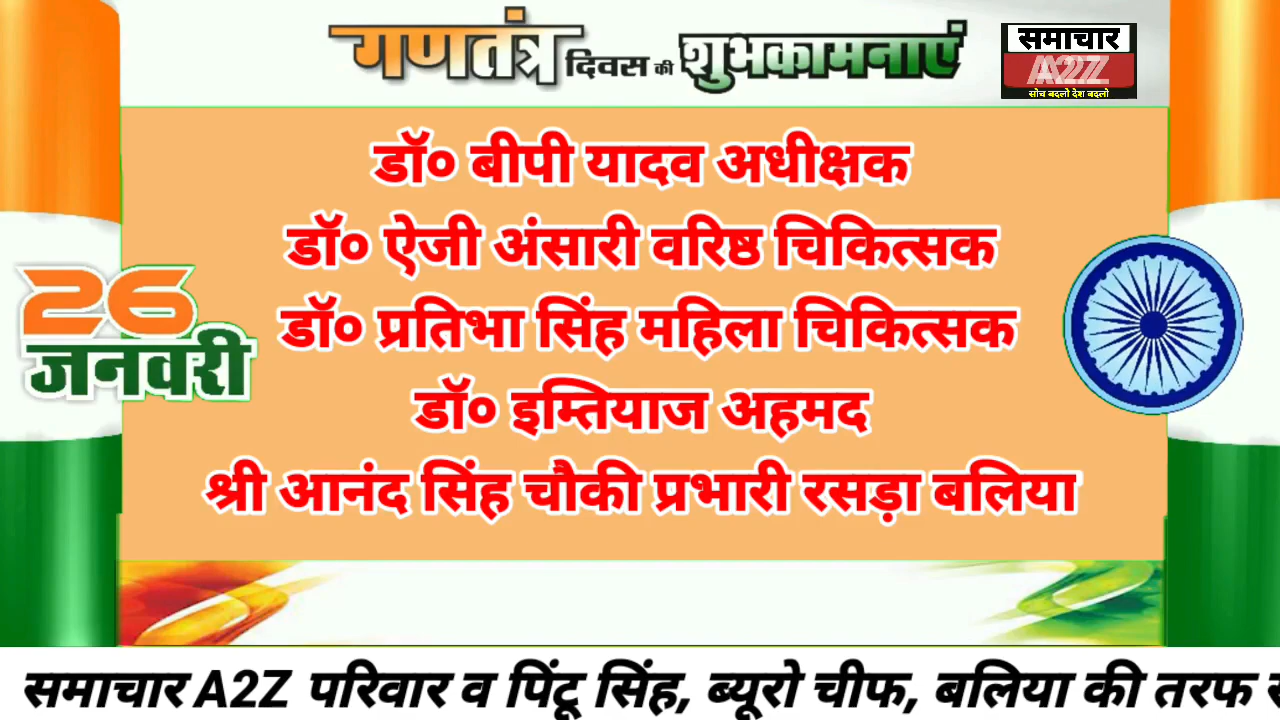 गणतंत्र दिवस की शुभकामनाएं
समाचार
A2Z
सोच बदलो देश बदलो
डॉ० बीपी यादव अधीक्षक
डॉ० ऐजी अंसारी वरिष्ठ चिकित्सक
डॉ० प्रतिभा सिंह महिला चिकित्सक
डॉ० इम्तियाज अहमद
श्री आनंद सिंह चौकी प्रभारी रसड़ा बलिया
26
जनवरी
समाचार A2Z परिवार व पिंटू सिंह, ब्यूरो चीफ, बलिया की तरफ